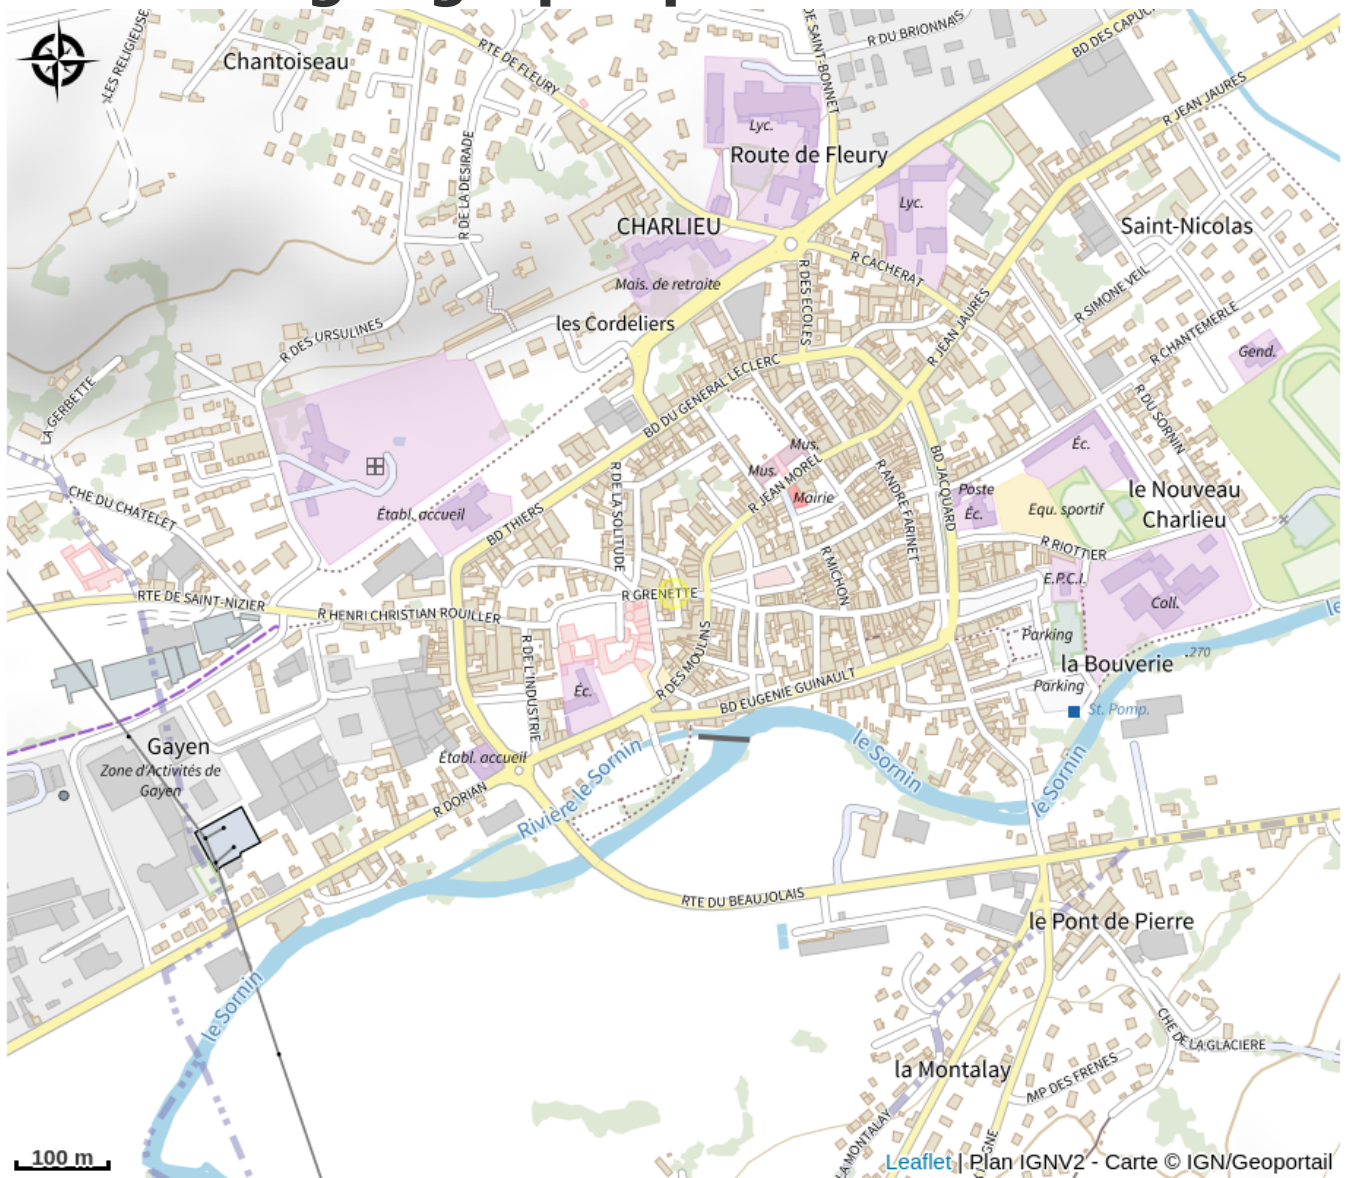 LES RELIGIEUSE
Chantoiseau
RTE DE FLEURY
DE SAINT-BONNET
R DU BRIONNAIS
BD DES CAPUC
R JEAN JAURES
Lyc.
Route de Fleury
R DE LA DESIRADE
Lyc.
CHARLIEU
Saint-Nicolas
R CACHERAT
Mais. de retraite
R DES ECOLES
R SIMONE VEIL
les Cordeliers
R DES URSULINES
R JEAN JAURES
R CHANTEMERLE
Gend.
LA GERBETTE
BD DU GENERAL LECLERC
R DU SORNIN
Mus.
Mus.
Éc.
BD JACQUARD
R JEAN MOREL
R ANDRE FARINET
R DE LA SOLITUDE
Mairie
Poste
le Nouveau
Charlieu
CHE DU CHATELET
Établ. accueil
BD THIERS
Éc.
Equ. sportif
R RIOTTIER
R MICHON
E.P.C.I.
RTE DE SAINT-NIZIER
R HENRI CHRISTIAN ROUILLER
R GRENETTE
Coll.
le
Parking
R DE L'INDUSTRIE
R DES MOULINS
la Bouverie
270
Éc.
BD EUGENIE GUINAULT
Parking
St. Pomp.
Gayen
Zone d'Activités de
Gayen
Établ. accueil
le Sornin
le Sornin
R DORIAN
Rivière le Sornin
RTE DU BEAUJOLAIS
le Pont de Pierre
le Sornin
CHE DE LA GLACIERE
la Montalay
IMP DES FRENES
LA MONTALAY
IGNE
100 m
Leaflet | Plan IGNV2 - Carte © IGN/Geoportail